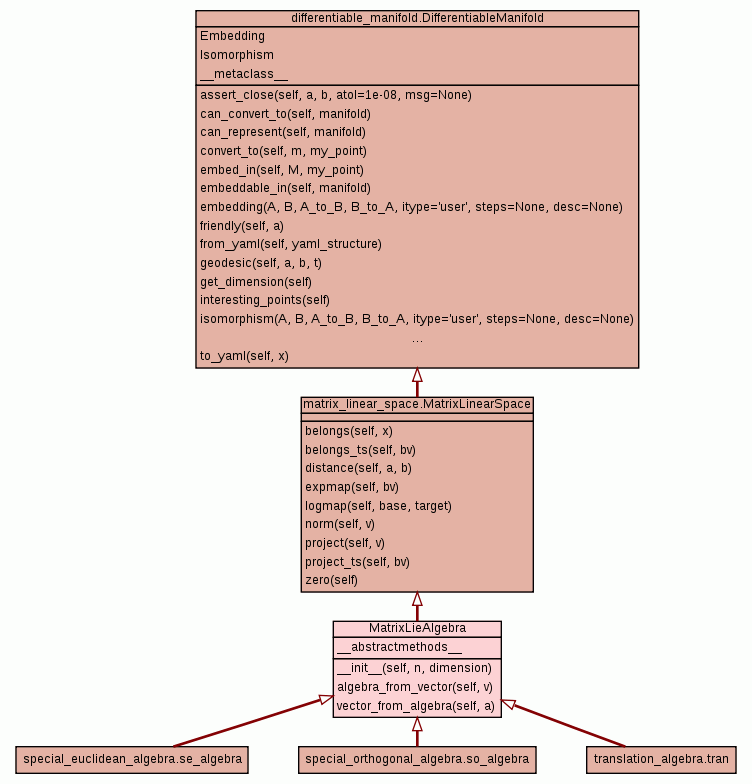 differentiable_manifold.DifferentiableManifold
Embedding
Isomorphism
__metaclass__
assert_close(self, a, b, atol=1e-08, msg=None)
can_convert_to(self, manifold)
can_represent(self, manifold)
convert_to(self, m, my_point)
embed_in(self, M, my_point)
embeddable_in(self, manifold)
embedding(A, B, A_to_B, B_to_A, itype='user', steps=None, desc=None)
friendly(self, a)
from_yaml(self, yaml_structure)
geodesic(self, a, b, t)
get_dimension(self)
interesting_points(self)
isomorphism(A, B, A_to_B, B_to_A, itype='user', steps=None, desc=None)
...
to_yaml(self, x)
matrix_linear_space.MatrixLinearSpace
belongs(self, x)
belongs_ts(self, bv)
distance(self, a, b)
expmap(self, bv)
logmap(self, base, target)
norm(self, v)
project(self, v)
project_ts(self, bv)
zero(self)
MatrixLieAlgebra
__abstractmethods__
__init__(self, n, dimension)
algebra_from_vector(self, v)
vector_from_algebra(self, a)
special_euclidean_algebra.se_algebra
special_orthogonal_algebra.so_algebra
translation_algebra.tran